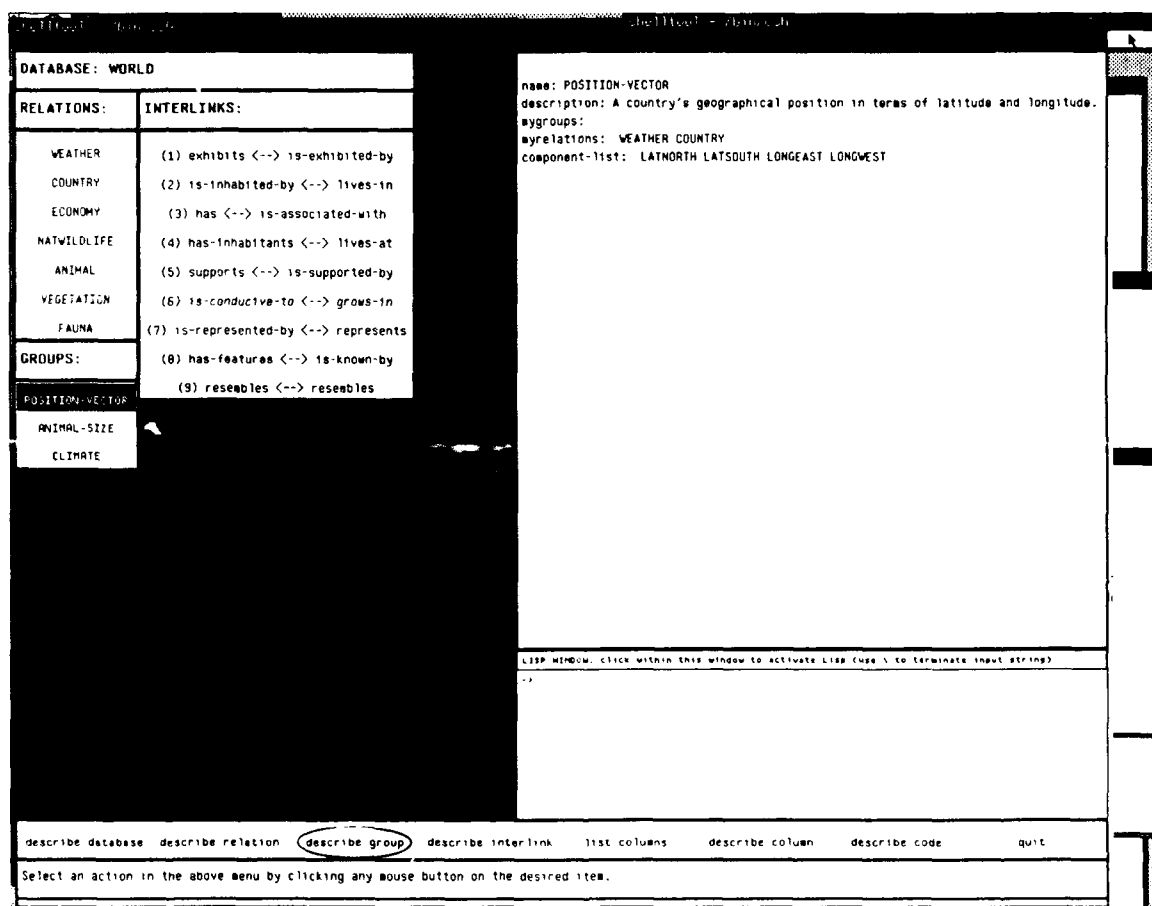 shelltool - /bin/csh
shelltool - /bin/csh
DATABASE: WORLD
RELATIONS:
WEATHER
COUNTRY
ECONOMY
NATWILDLIFE
ANIMAL
VEGETATION
FAUNA
GROUPS:
POSITION-VECTOR
ANIMAL-SIZE
CLIMATE
INTERLINKS:
(1) exhibits <--> is-exhibited-by
(2) is-inhabited-by <--> lives-in
(3) has <--> is-associated-with
(4) has-inhabitants <--> lives-at
(5) supports <--> is-supported-by
(6) is-conducive-to <--> grows-in
(7) is-represented-by <--> represents
(8) has-features <--> is-known-by
(9) resembles <--> resembles
name: POSITION-VECTOR
description: A country's geographical position in terms of latitude and longitude.
mygroups:
myrelations: WEATHER COUNTRY
component-list: LATNORTH LATSOUTH LONGEAST LONGWEST
LISP WINDOW, click within this window to activate Lisp (use \ to terminate input string)
->
describe database describe relation describe group describe interlink list columns describe column describe code quit
Select an action in the above menu by clicking any mouse button on the desired item.